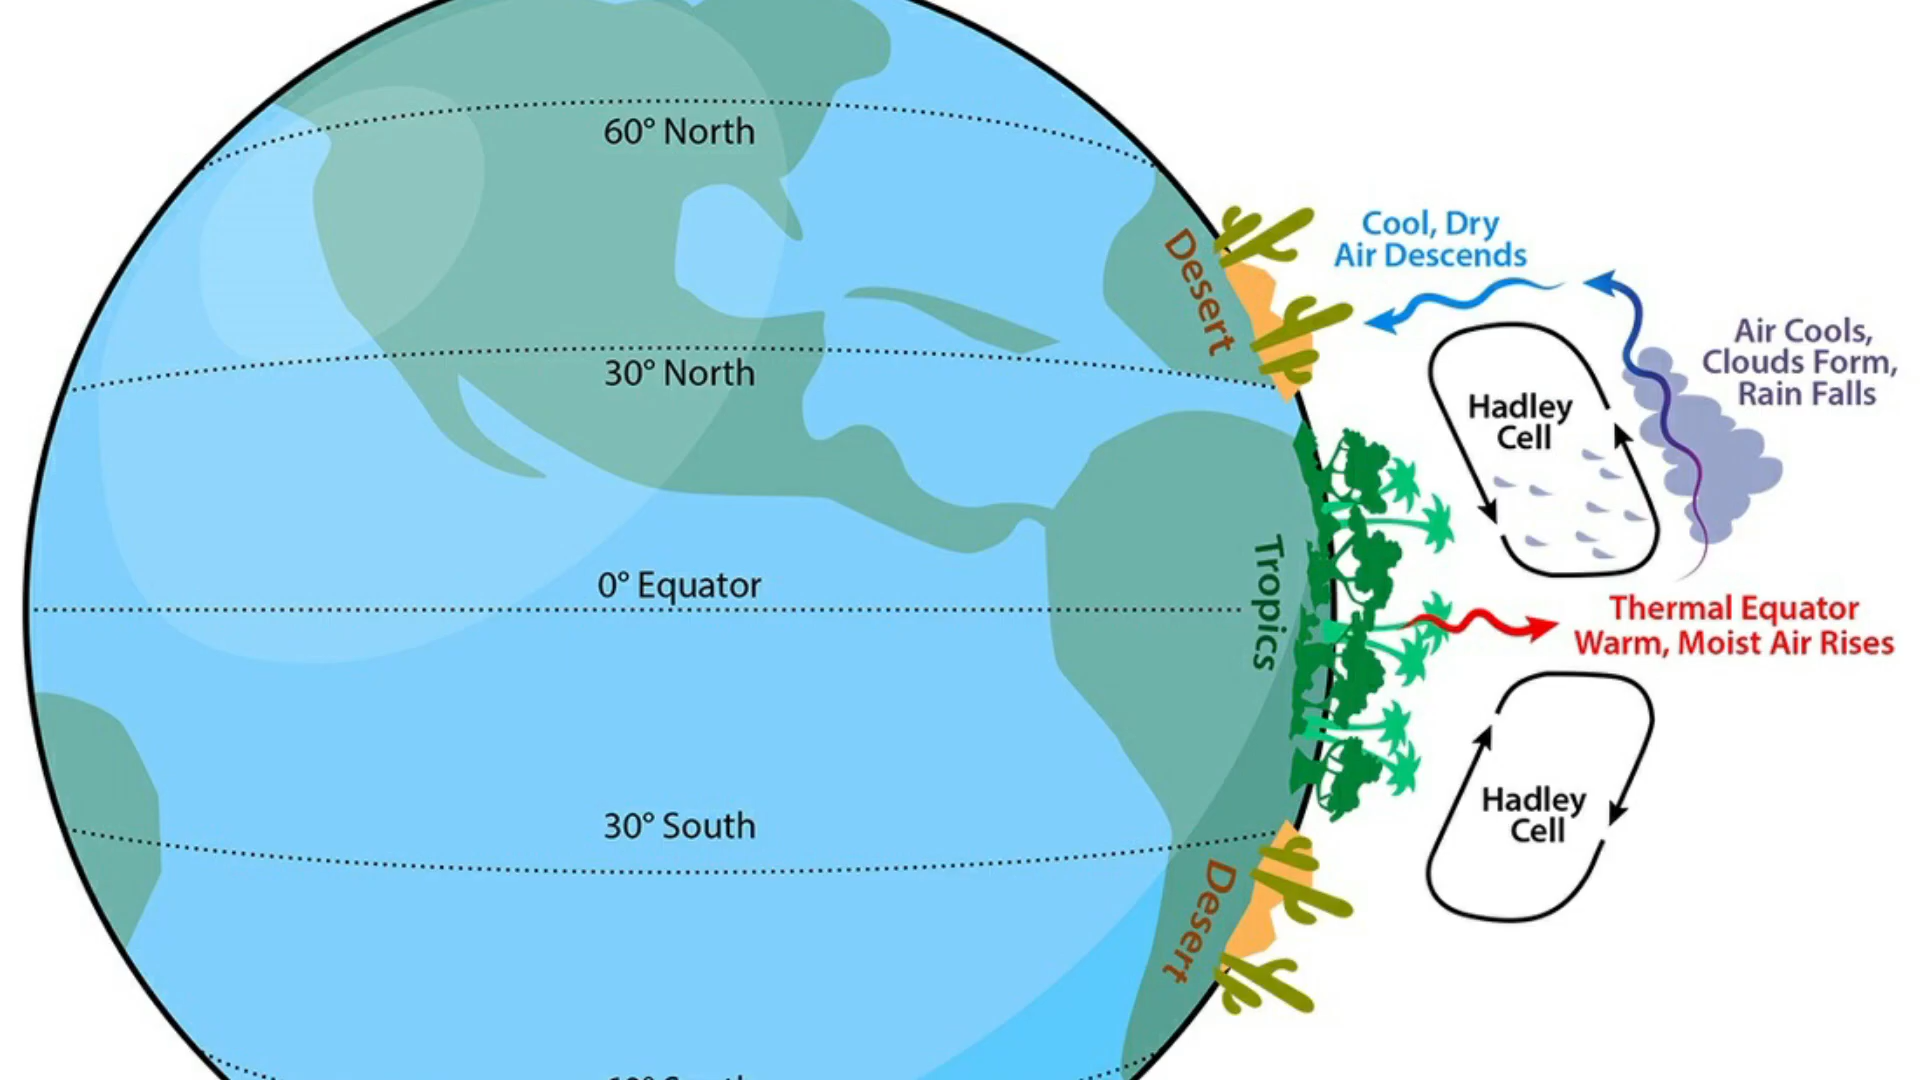 60° North
30° North
0° Equator
30° South
Desert
Tropics
Desert
Cool, Dry
Air Descends
Air Cools,
Clouds Form,
Rain Falls
Hadley
Cell
Thermal Equator
Warm, Moist Air Rises
Hadley
Cell